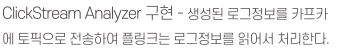 ClickStream Analyzer 구현 - 생성된 로그정보를 카프카
에 토픽으로 전송하여 플링크는 로그정보를 읽어서 처리한다.